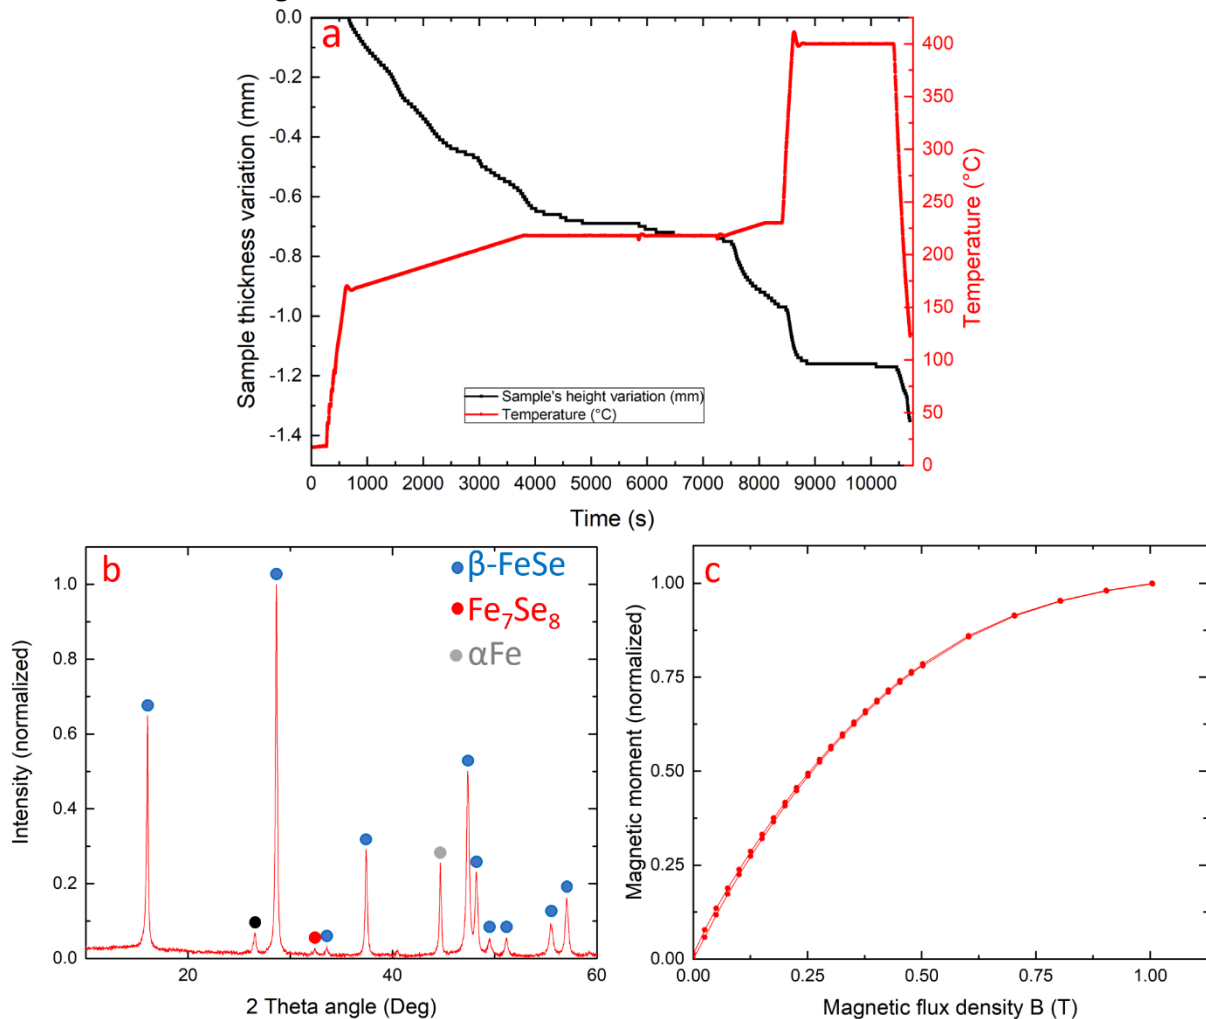 a
Sample thickness variation (mm)
0.0
-0.2
-0.4
-0.6
-0.8
-1.0
-1.2
-1.4
Sample's height variation (mm)
Temperature (°C)
400
350
300
250
200
150
100
50
0
Temperature (°C)
0 1000 2000 3000 4000 5000 6000 7000 8000 9000 10000
Time (s)
b
β-FeSe
Fe₇Se₈
αFe
Intensity (normalized)
1.0
0.8
0.6
0.4
0.2
0.0
20 40 60
2 Theta angle (Deg)
c
Magnetic moment (normalized)
1.00
0.75
0.50
0.25
0.00
0.00 0.25 0.50 0.75 1.00
Magnetic flux density B (T)